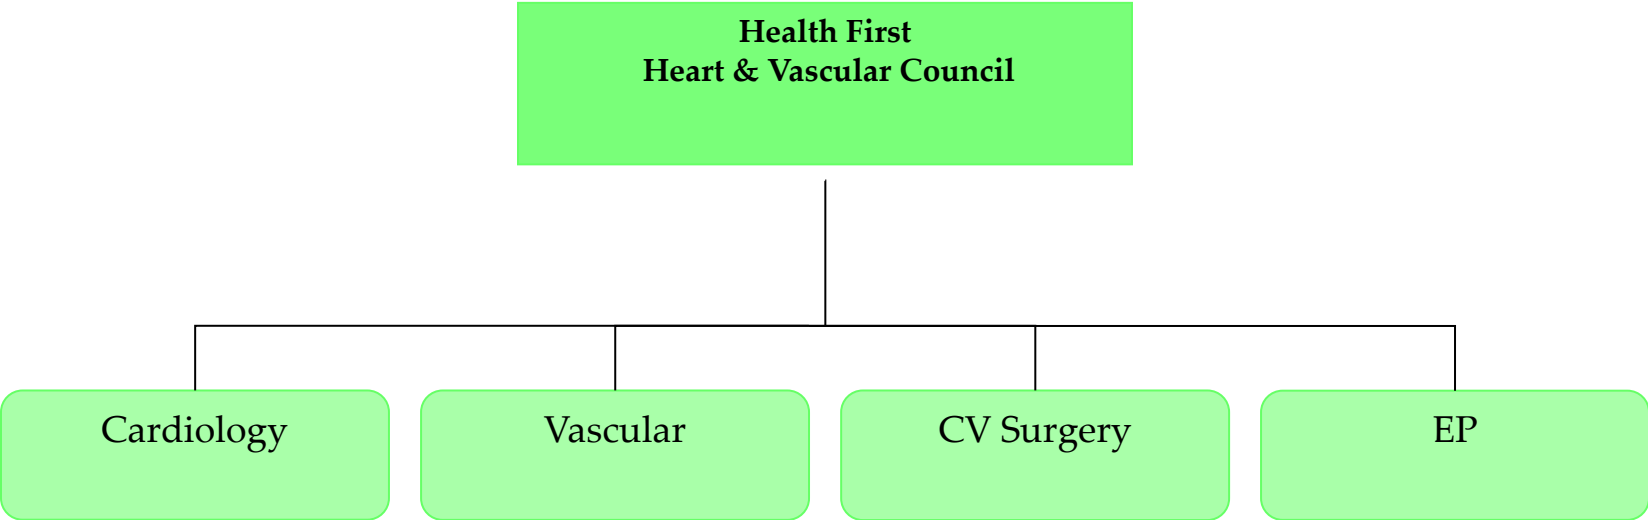 Health First
Heart & Vascular Council
Cardiology
Vascular
CV Surgery
EP